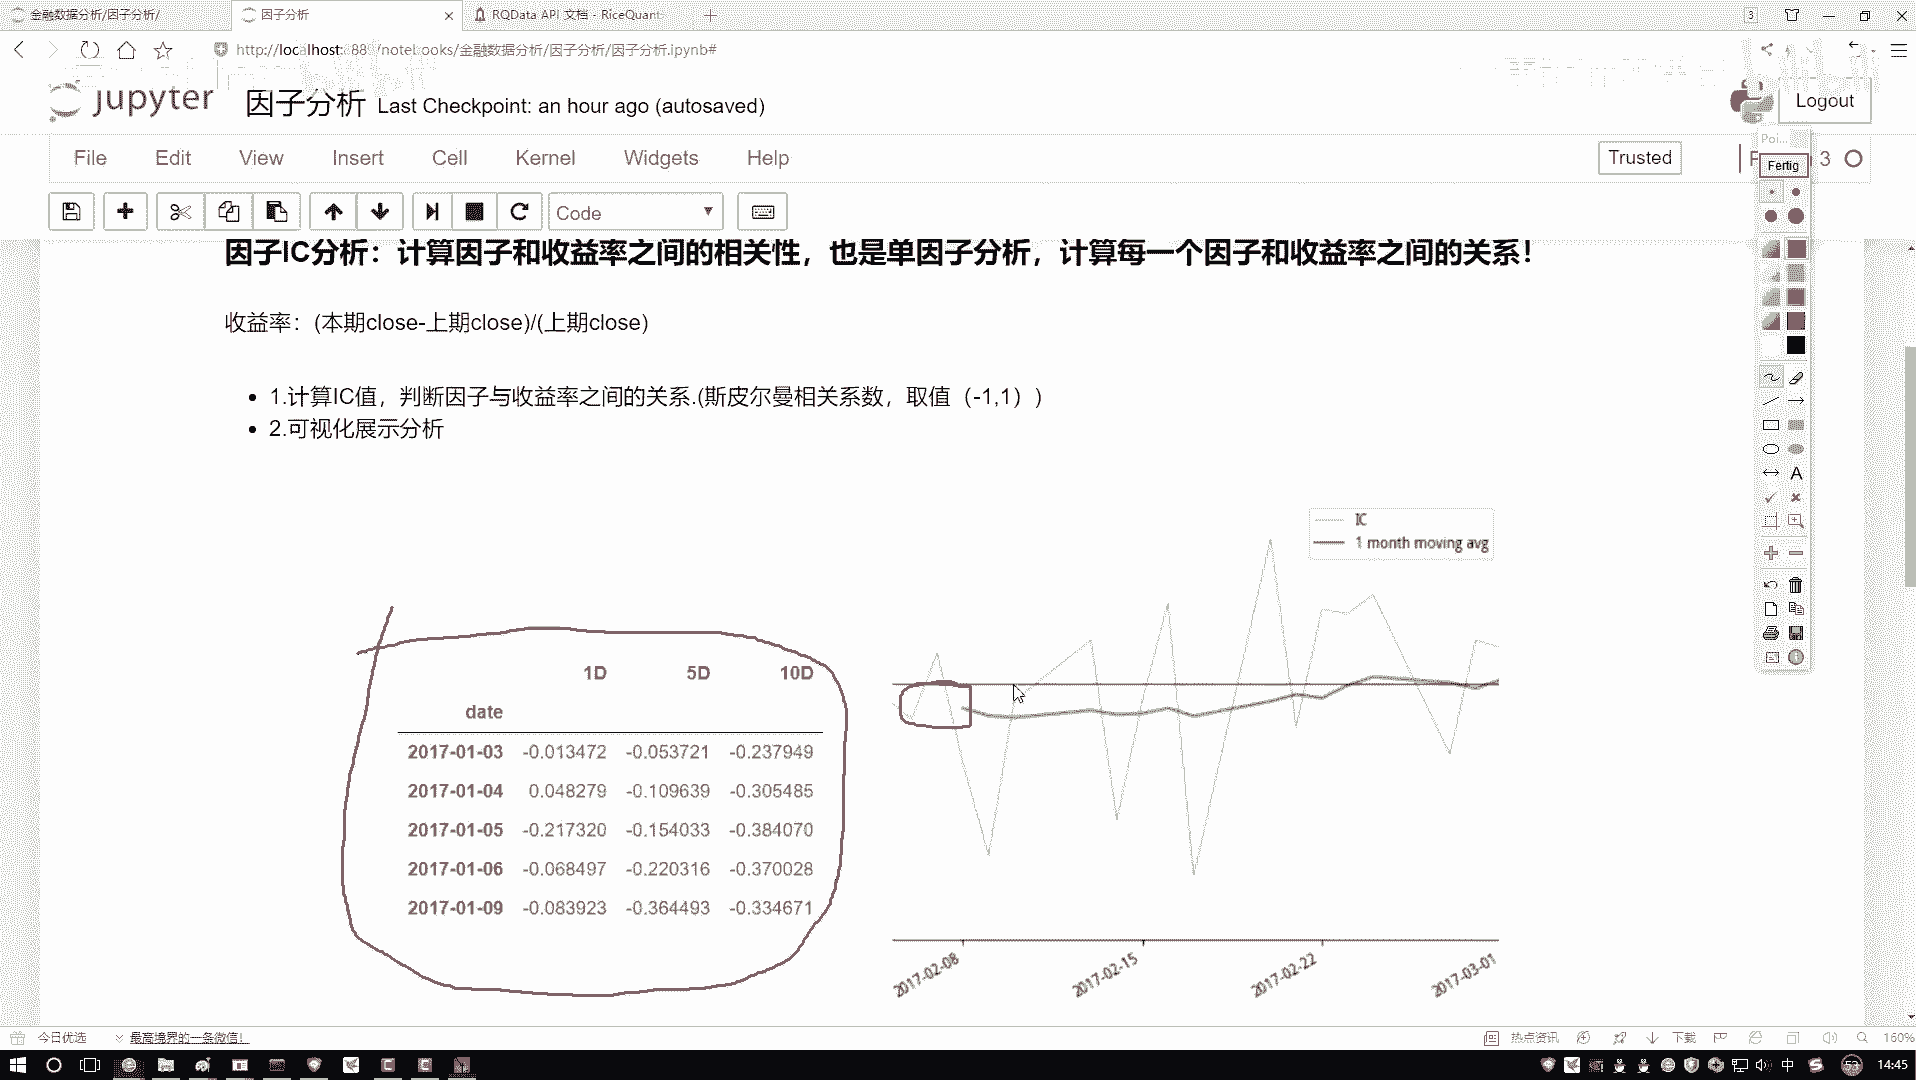 金融数据分析/因子分析/
因子分析
RQData API 文档 - RiceQuant
3
http://localhost:888/notebooks/金融数据分析/因子分析/因子分析.ipynb#
jupyter 因子分析 Last Checkpoint: an hour ago (autosaved)
Logout
Poi...
File Edit View Insert Cell Kernel Widgets Help
Trusted
3
Fertig
Code
因子IC分析：计算因子和收益率之间的相关性，也是单因子分析，计算每一个因子和收益率之间的关系！
收益率：(本期close-上期close)/(上期close)
1.计算IC值，判断因子与收益率之间的关系.(斯皮尔曼相关系数，取值（-1,1）)
2.可视化展示分析
A
IC
1 month moving avg
1D 5D 10D
date
2017-01-03 -0.013472 -0.053721 -0.237949
2017-01-04 0.048279 -0.109639 -0.305485
2017-01-05 -0.217320 -0.154033 -0.384070
2017-01-06 -0.068497 -0.220316 -0.370028
2017-01-09 -0.083923 -0.364493 -0.334671
2017-02-08
2017-02-15
2017-02-22
2017-03-01
今日优选
最高境界的一条微信！
热点资讯
下载
160%
中
53
14:45